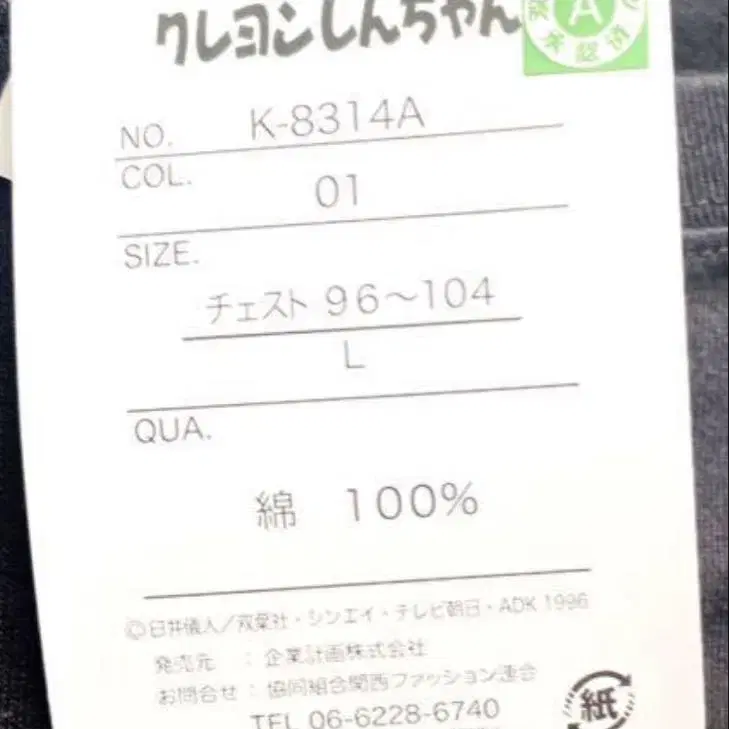 クレヨンしんちゃん
A
承認済
NO. K-8314A
COL.
01
SIZE.
チェスト 96～104
L
QUA.
綿 100%
©臼井儀人／双葉社・シンエイ・テレビ朝日・ADK 1996
発売元 : 企業計画株式会社
お問合せ : 協同組合関西ファッション連合
TEL 06-6228-6740
紙